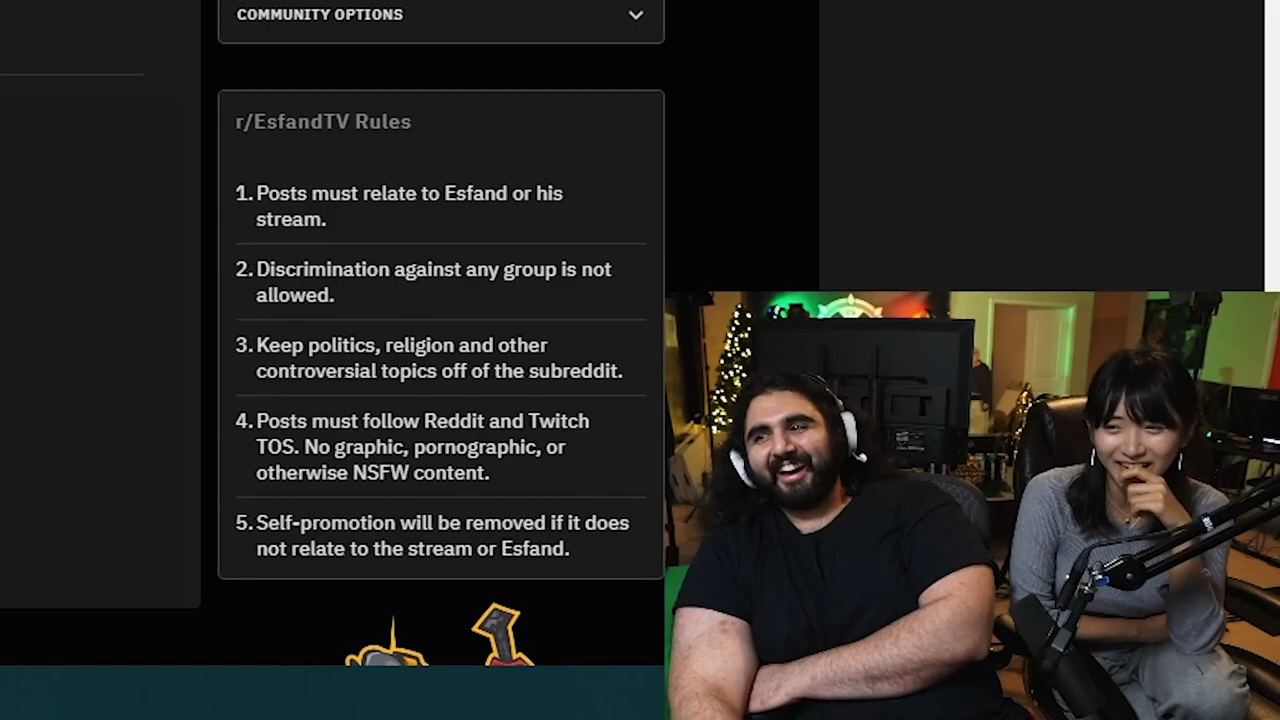 COMMUNITY OPTIONS
r/EsfandTV Rules
1. Posts must relate to Esfand or his
stream.
2. Discrimination against any group is not
allowed.
3. Keep politics, religion and other
controversial topics off of the subreddit.
4. Posts must follow Reddit and Twitch
TOS. No graphic, pornographic, or
otherwise NSFW content.
5. Self-promotion will be removed if it does
not relate to the stream or Esfand.